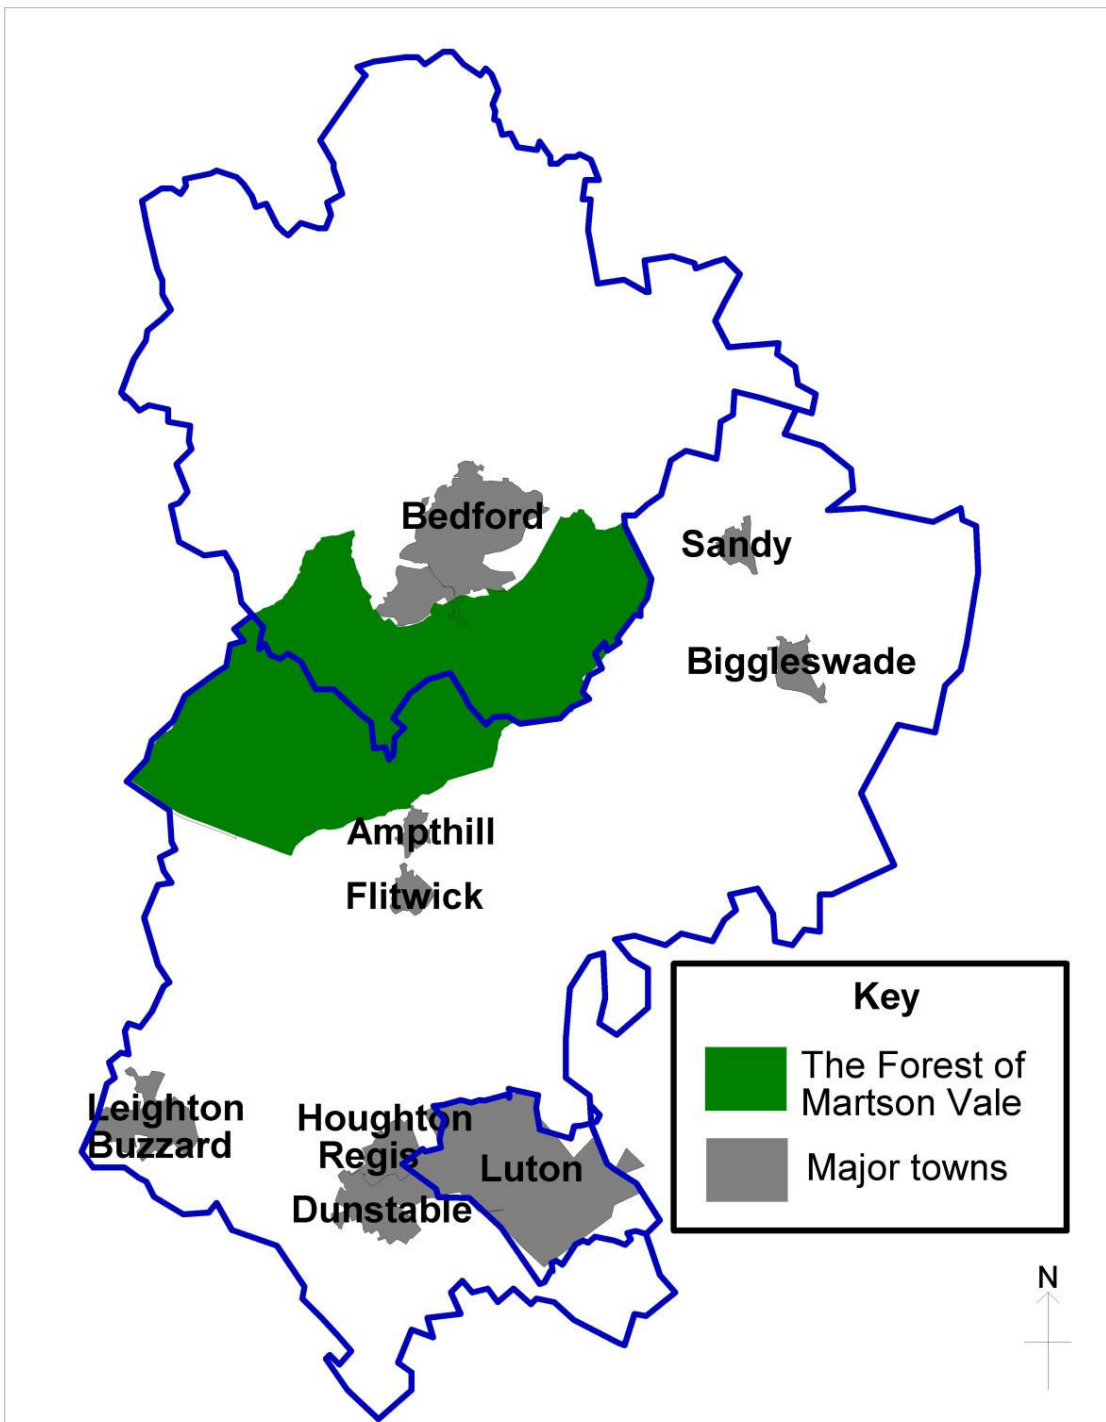 Bedford
Sandy
Biggleswade
Ampthill
Flitwick
Leighton
Buzzard
Houghton
Regis
Luton
Dunstable
Key
The Forest of
Martson Vale
Major towns
N